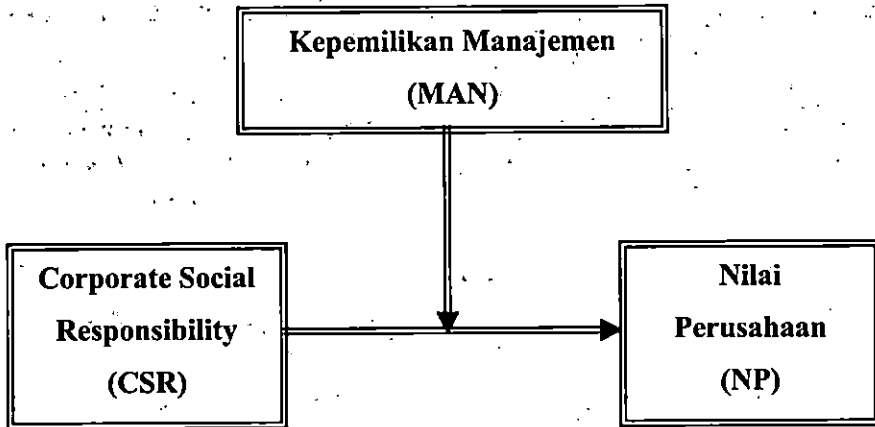 Kepemilikan Manajemen
(MAN)
Corporate Social
Responsibility
(CSR)
Nilai
Perusahaan
(NP)